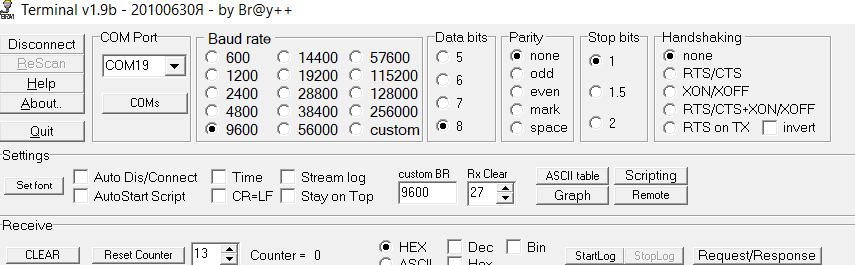 Terminal v1.9b - 20100630Я - by Br@y++
Disconnect
ReScan
Help
About..
Quit
COM Port
COM19
COMs
Baud rate
600 14400 57600
1200 19200 115200
2400 28800 128000
4800 38400 256000
9600 56000 custom
Data bits
5
6
7
8
Parity
none
odd
even
mark
space
Stop bits
1
1.5
2
Handshaking
none
RTS/CTS
XON/XOFF
RTS/CTS+XON/XOFF
RTS on TX invert
Settings
Set font
Auto Dis/Connect Time Stream log
AutoStart Script CR=LF Stay on Top
custom BR Rx Clear
9600 27
ASCII table Scripting
Graph Remote
Receive
CLEAR Reset Counter 13 Counter = 0
HEX Dec Bin
ASCII Hex
StartLog StopLog Request/Response